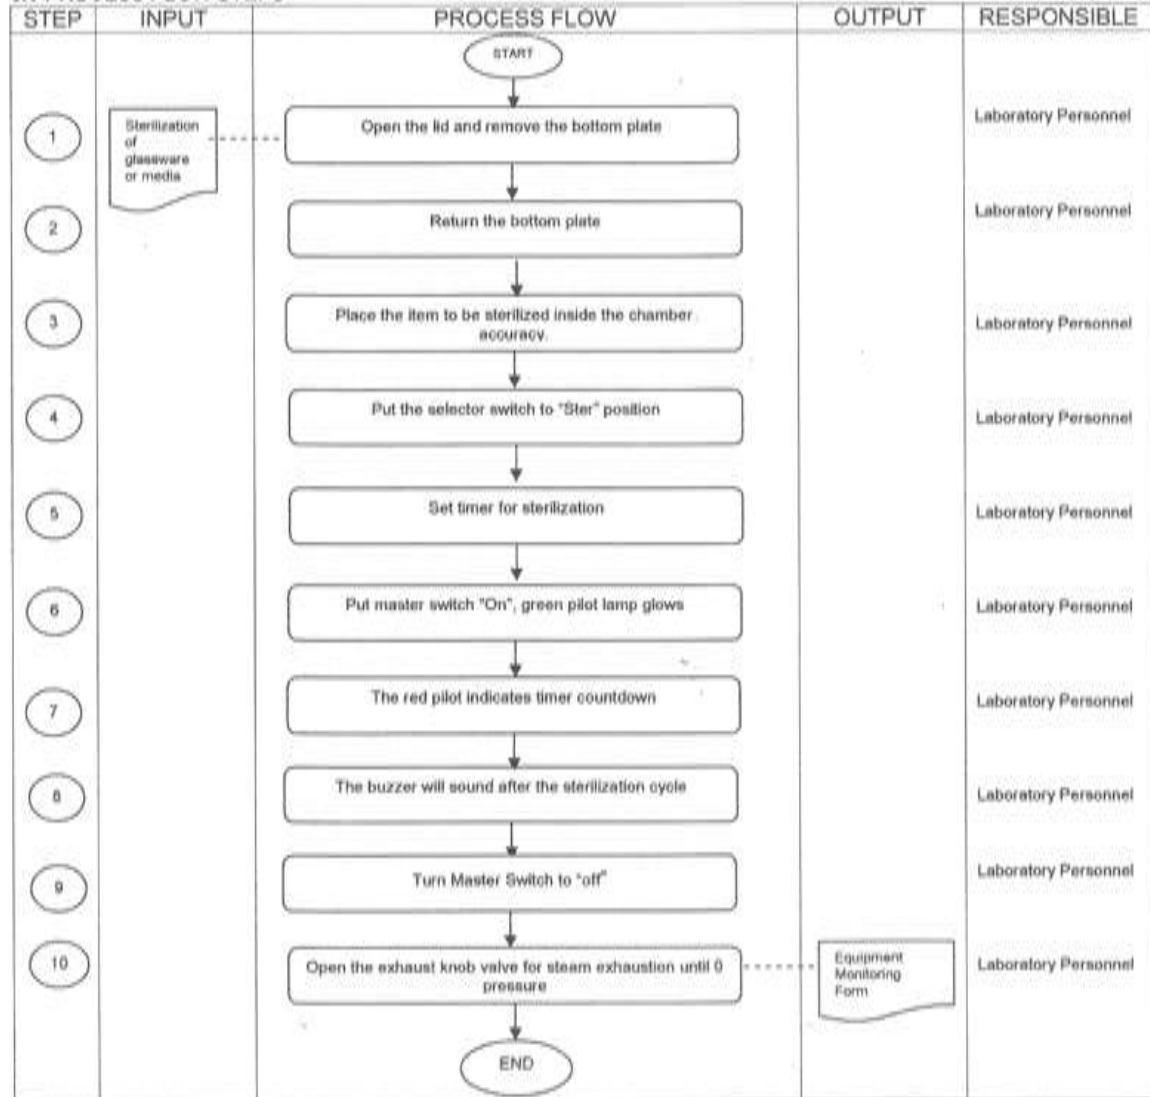 STEP INPUT PROCESS FLOW OUTPUT RESPONSIBLE
START
1
Sterilization
of
glassware
or media
Open the lid and remove the bottom plate
Laboratory Personnel
2
Return the bottom plate
Laboratory Personnel
3
Place the item to be sterilized inside the chamber
accuracy.
Laboratory Personnel
4
Put the selector switch to "Ster" position
Laboratory Personnel
5
Set timer for sterilization
Laboratory Personnel
6
Put master switch "On", green pilot lamp glows
Laboratory Personnel
7
The red pilot indicates timer countdown
Laboratory Personnel
8
The buzzer will sound after the sterilization cycle
Laboratory Personnel
9
Turn Master Switch to "off"
Laboratory Personnel
10
Open the exhaust knob valve for steam exhaustion until 0
pressure
Equipment
Monitoring
Form
Laboratory Personnel
END